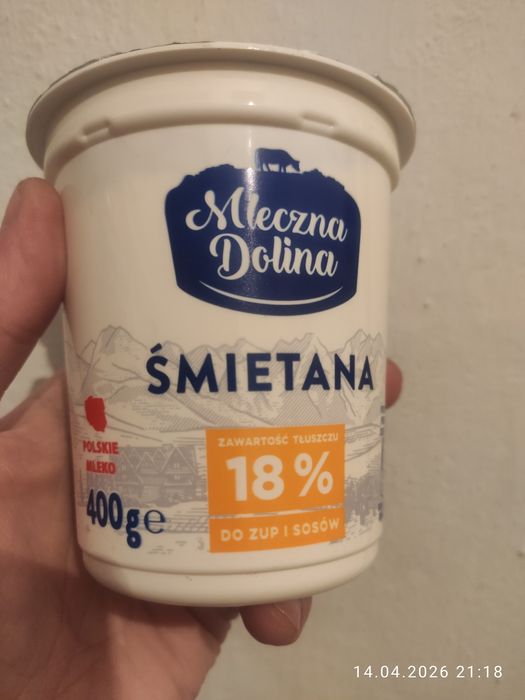 Mleczna
Dolina
ŚMIETANA
POLSKIE
MLEKO
400g℮
ZAWARTOŚĆ TŁUSZCZU
18 %
DO ZUP I SOSÓW
14.04.2026 21:18